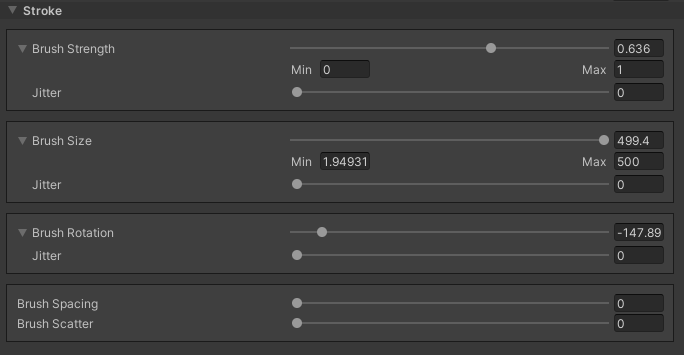 Stroke
Brush Strength 0.636
Min 0 Max 1
Jitter 0
Brush Size 499.4
Min 1.94931 Max 500
Jitter 0
Brush Rotation -147.89
Jitter 0
Brush Spacing 0
Brush Scatter 0